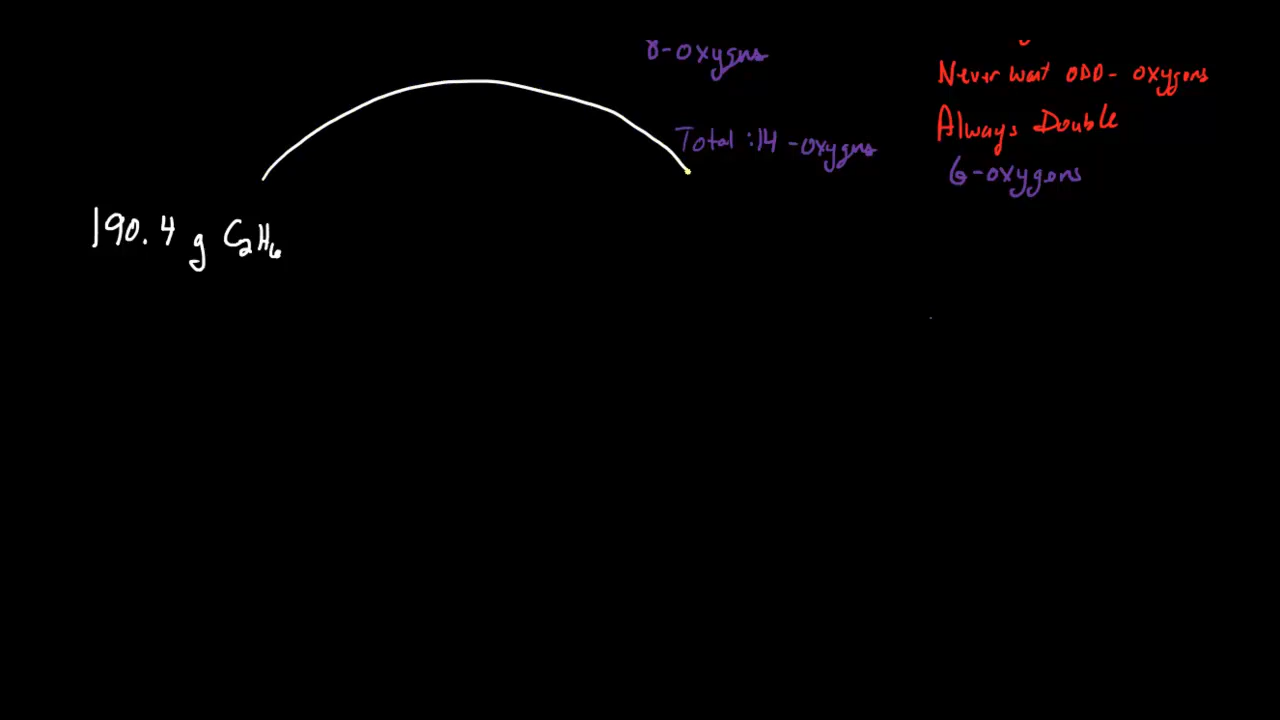 8-oxygens
Total : 14 - oxygens
190.4 g C₂H₆
Never want ODD - oxygens
Always Double
6-oxygens